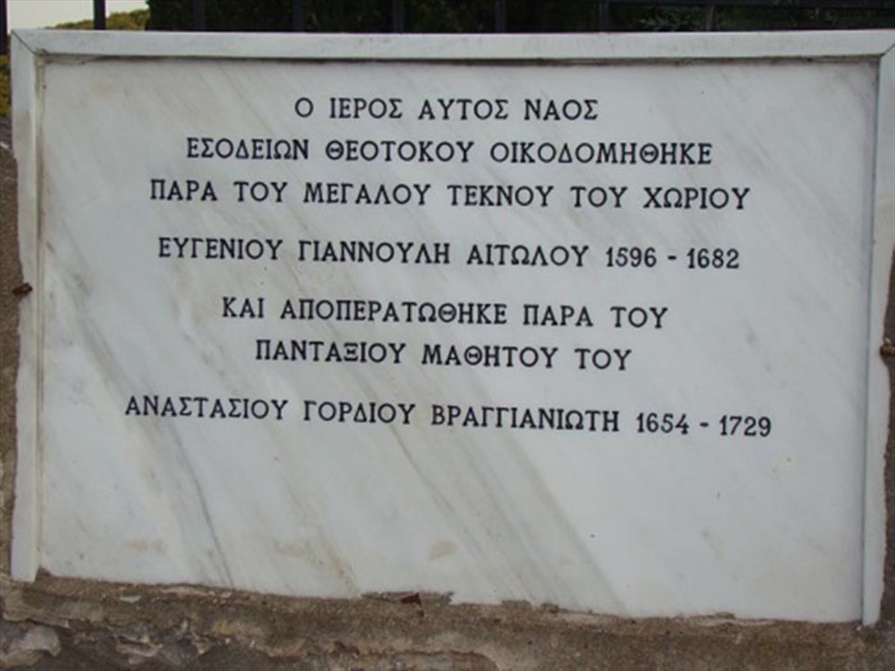 Ο ΙΕΡΟΣ ΑΥΤΟΣ ΝΑΟΣ
ΕΣΟΔΕΙΩΝ ΘΕΟΤΟΚΟΥ ΟΙΚΟΔΟΜΗΘΗΚΕ
ΠΑΡΑ ΤΟΥ ΜΕΓΑΛΟΥ ΤΕΚΝΟΥ ΤΟΥ ΧΩΡΙΟΥ
ΕΥΓΕΝΙΟΥ ΓΙΑΝΝΟΥΛΗ ΑΙΤΩΛΟΥ 1596 - 1682
ΚΑΙ ΑΠΟΠΕΡΑΤΩΘΗΚΕ ΠΑΡΑ ΤΟΥ
ΠΑΝΤΑΞΙΟΥ ΜΑΘΗΤΟΥ ΤΟΥ
ΑΝΑΣΤΑΣΙΟΥ ΓΟΡΔΙΟΥ ΒΡΑΓΓΙΑΝΙΩΤΗ 1654 - 1729